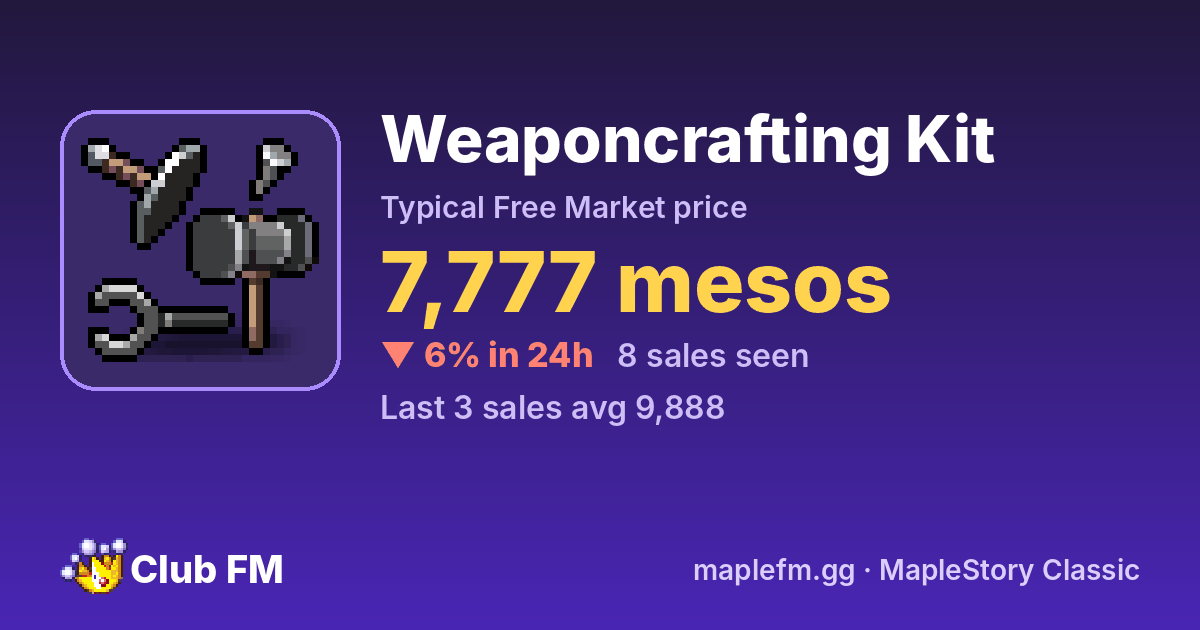 Weaponcrafting Kit
Typical Free Market price
7,777 mesos
▼ 6% in 24h 8 sales seen
Last 3 sales avg 9,888
Club FM
maplefm.gg · MapleStory Classic